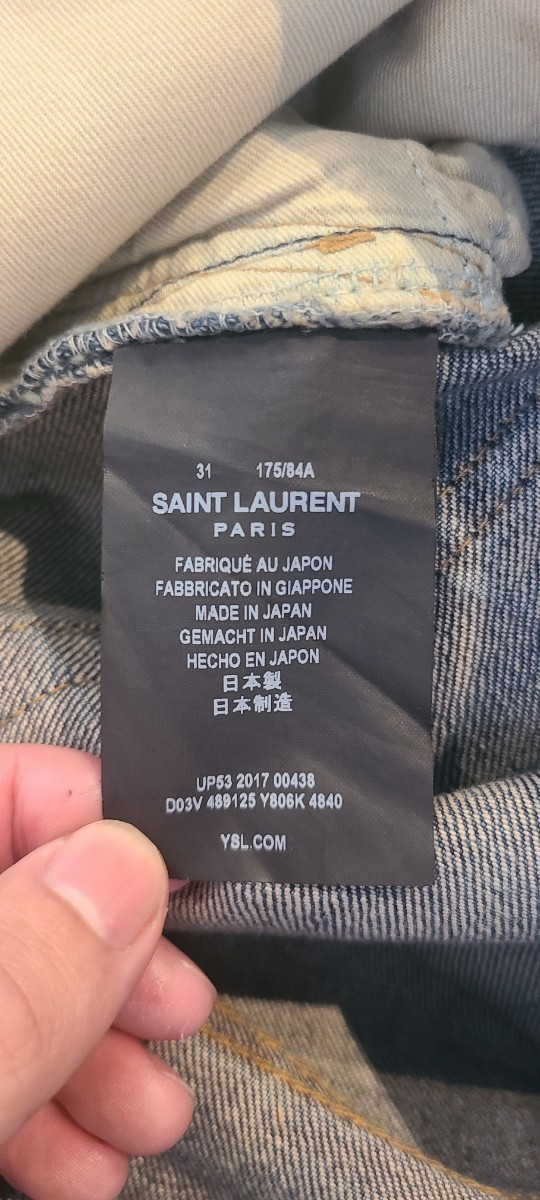 31 175/84A
SAINT LAURENT
PARIS
FABRIQUÉ AU JAPON
FABBRICATO IN GIAPPONE
MADE IN JAPAN
GEMACHT IN JAPAN
HECHO EN JAPON
日本製
日本制造
UP53 2017 00438
D03V 489125 Y806K 4840
YSL.COM